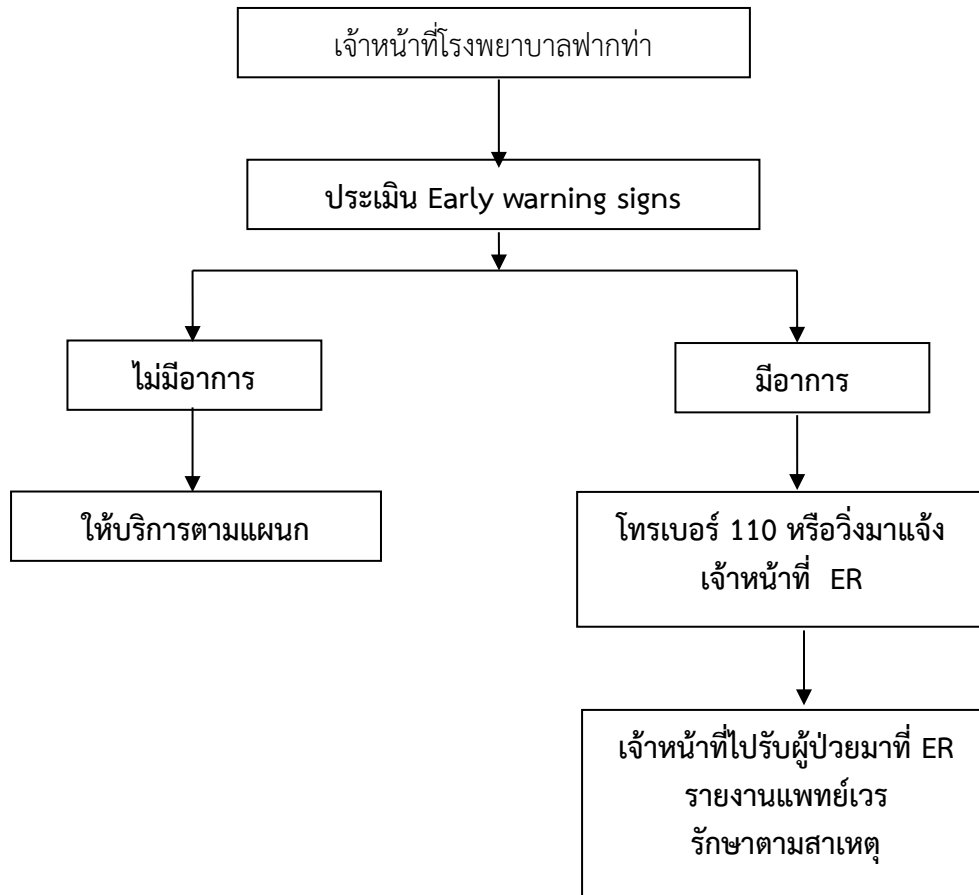 เจ้าหน้าที่โรงพยาบาลฟากท่า
ประเมิน Early warning signs
ไม่มีอาการ
มีอาการ
ให้บริการตามแผนก
โทรเบอร์ 110 หรือวิ่งมาแจ้ง
เจ้าหน้าที่ ER
เจ้าหน้าที่ไปรับผู้ป่วยมาที่ ER
รายงานแพทย์เวร
รักษาตามสาเหตุ